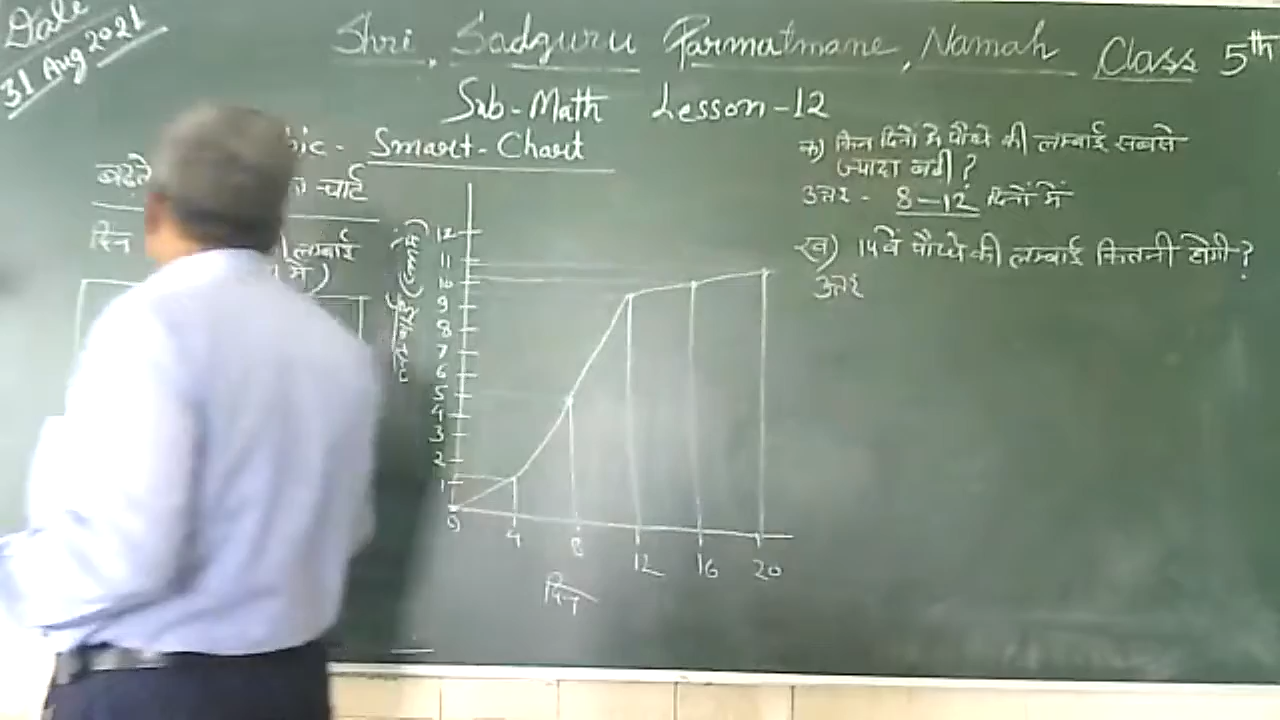 Date
31 Aug 2021
Shri, Sadguru Parmatmane, Namah Class 5th
Sub-Math Lesson-12
Smart-Chart
बढ़ते चार्ट
दिन लम्बाई
में)
12
11
10
9
8
7
6
5
4
3
2
1
0 4 8 12 16 20
दिन
क) किन दिनों में पौधे की लम्बाई सबसे
ज्यादा बढ़ी?
उत्तर - 8-12 दिनों में
ख) 14वें पौधे की लम्बाई कितनी होगी?
उत्तर